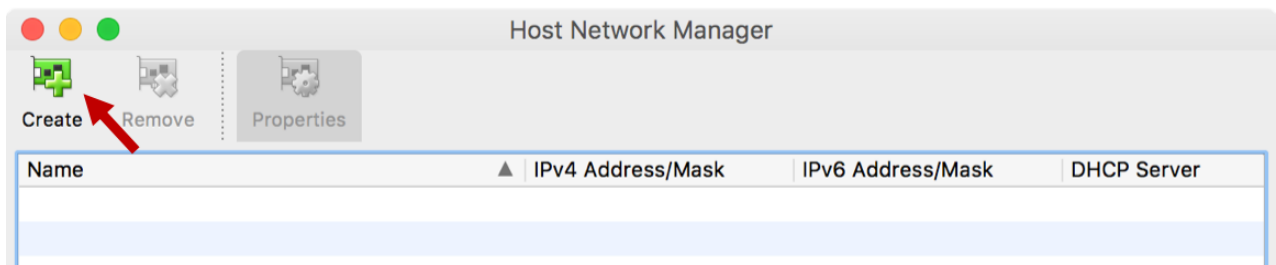 Host Network Manager
Create Remove Properties
Name IPv4 Address/Mask IPv6 Address/Mask DHCP Server